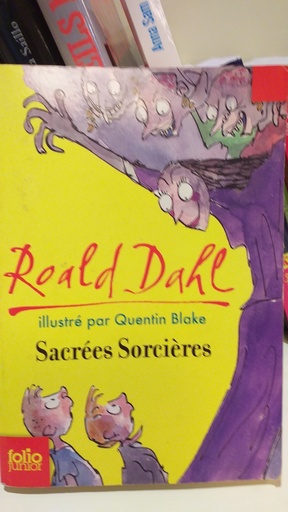 Roald Dahl
illustré par Quentin Blake
Sacrées Sorcières
folio
junior